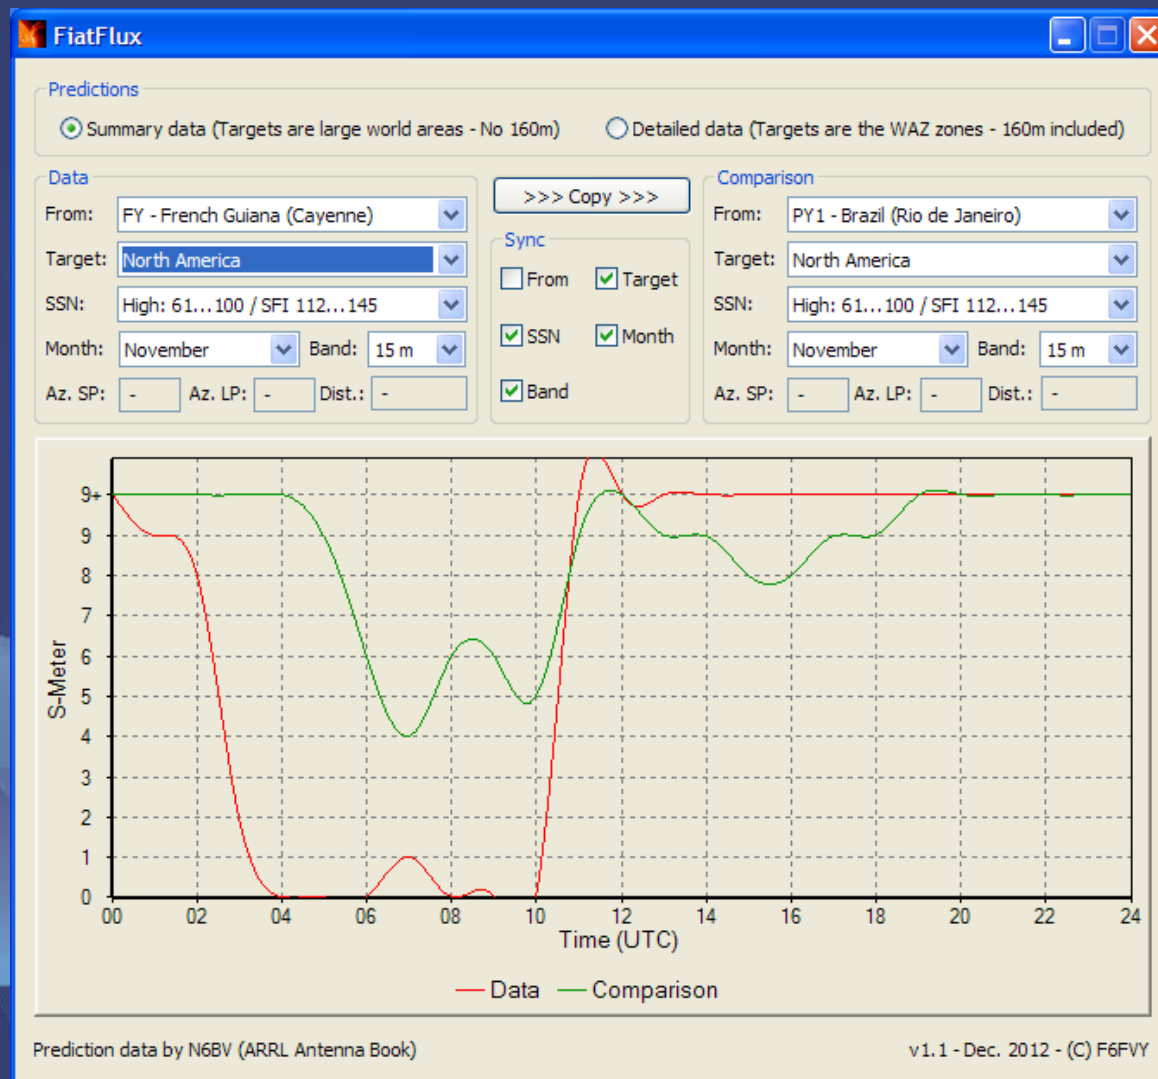 FiatFlux
Predictions
Summary data (Targets are large world areas - No 160m)
Detailed data (Targets are the WAZ zones - 160m included)
Data
From: FY - French Guiana (Cayenne)
Target: North America
SSN: High: 61...100 / SFI 112...145
Month: November Band: 15 m
Az. SP: - Az. LP: - Dist.: -
>>> Copy >>>
Sync
From Target
SSN Month
Band
Comparison
From: PY1 - Brazil (Rio de Janeiro)
Target: North America
SSN: High: 61...100 / SFI 112...145
Month: November Band: 15 m
Az. SP: - Az. LP: - Dist.: -
S-Meter
9+
9
8
7
6
5
4
3
2
1
0
00 02 04 06 08 10 12 14 16 18 20 22 24
Time (UTC)
Data Comparison
Prediction data by N6BV (ARRL Antenna Book)
v1.1 - Dec. 2012 - (C) F6FVY